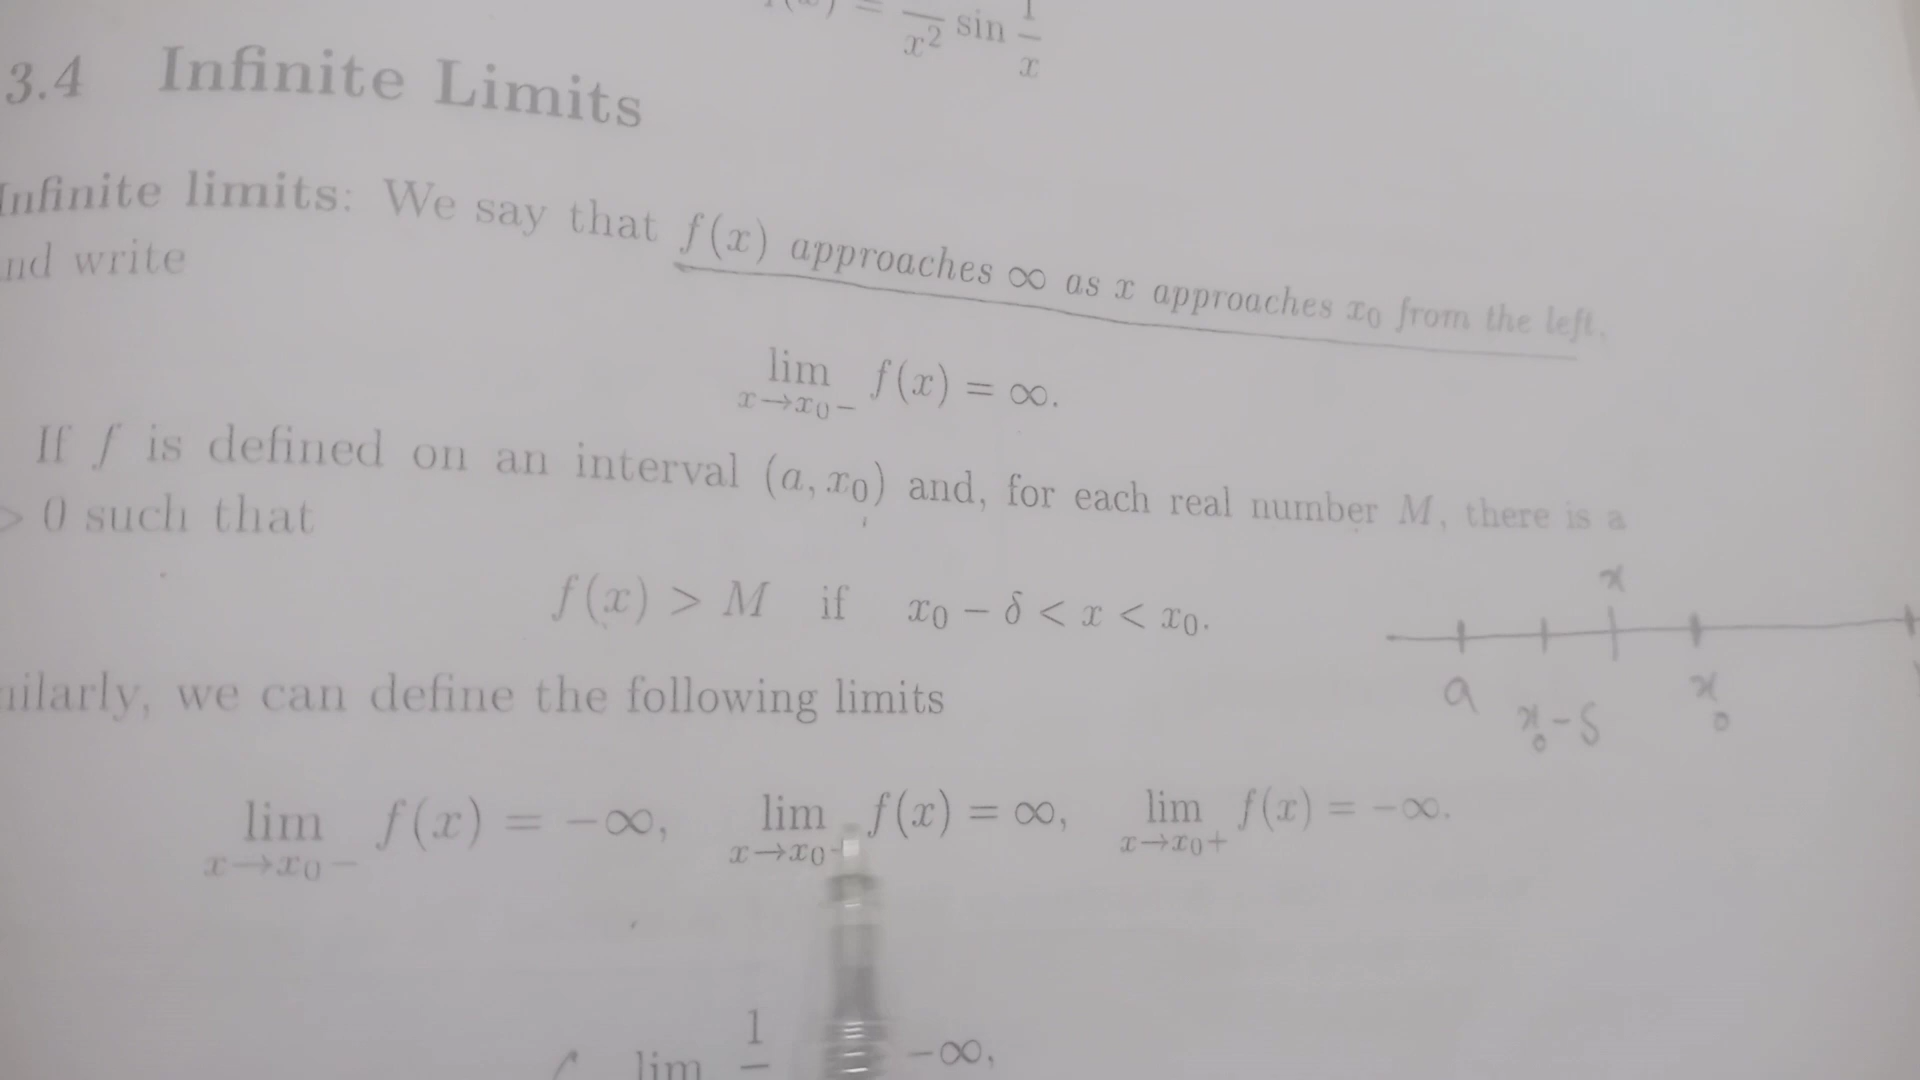 x² sin 1/x
3.4 Infinite Limits
Infinite limits: We say that f(x) approaches ∞ as x approaches x₀ from the left,
nd write
lim x→x₀− f(x) = ∞.
If f is defined on an interval (a, x₀) and, for each real number M, there is a
> 0 such that
f(x) > M if x₀ − δ < x < x₀.
x
a x₀-δ x₀
ilarly, we can define the following limits
lim x→x₀− f(x) = −∞, lim x→x₀ f(x) = ∞, lim x→x₀+ f(x) = −∞.
lim 1 −∞,